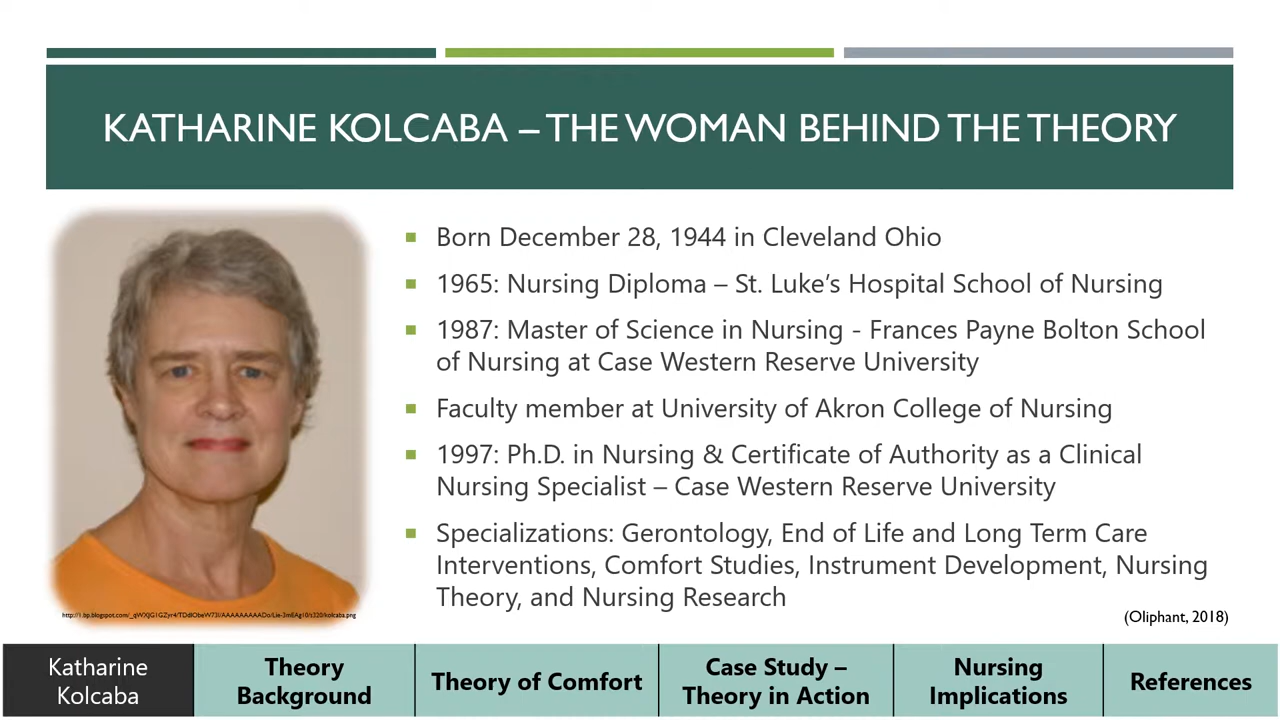 KATHARINE KOLCABA – THE WOMAN BEHIND THE THEORY
Born December 28, 1944 in Cleveland Ohio
1965: Nursing Diploma – St. Luke’s Hospital School of Nursing
1987: Master of Science in Nursing - Frances Payne Bolton School
of Nursing at Case Western Reserve University
Faculty member at University of Akron College of Nursing
1997: Ph.D. in Nursing & Certificate of Authority as a Clinical
Nursing Specialist – Case Western Reserve University
Specializations: Gerontology, End of Life and Long Term Care
Interventions, Comfort Studies, Instrument Development, Nursing
Theory, and Nursing Research
(Oliphant, 2018)
Katharine
Kolcaba
Theory
Background
Theory of Comfort
Case Study –
Theory in Action
Nursing
Implications
References